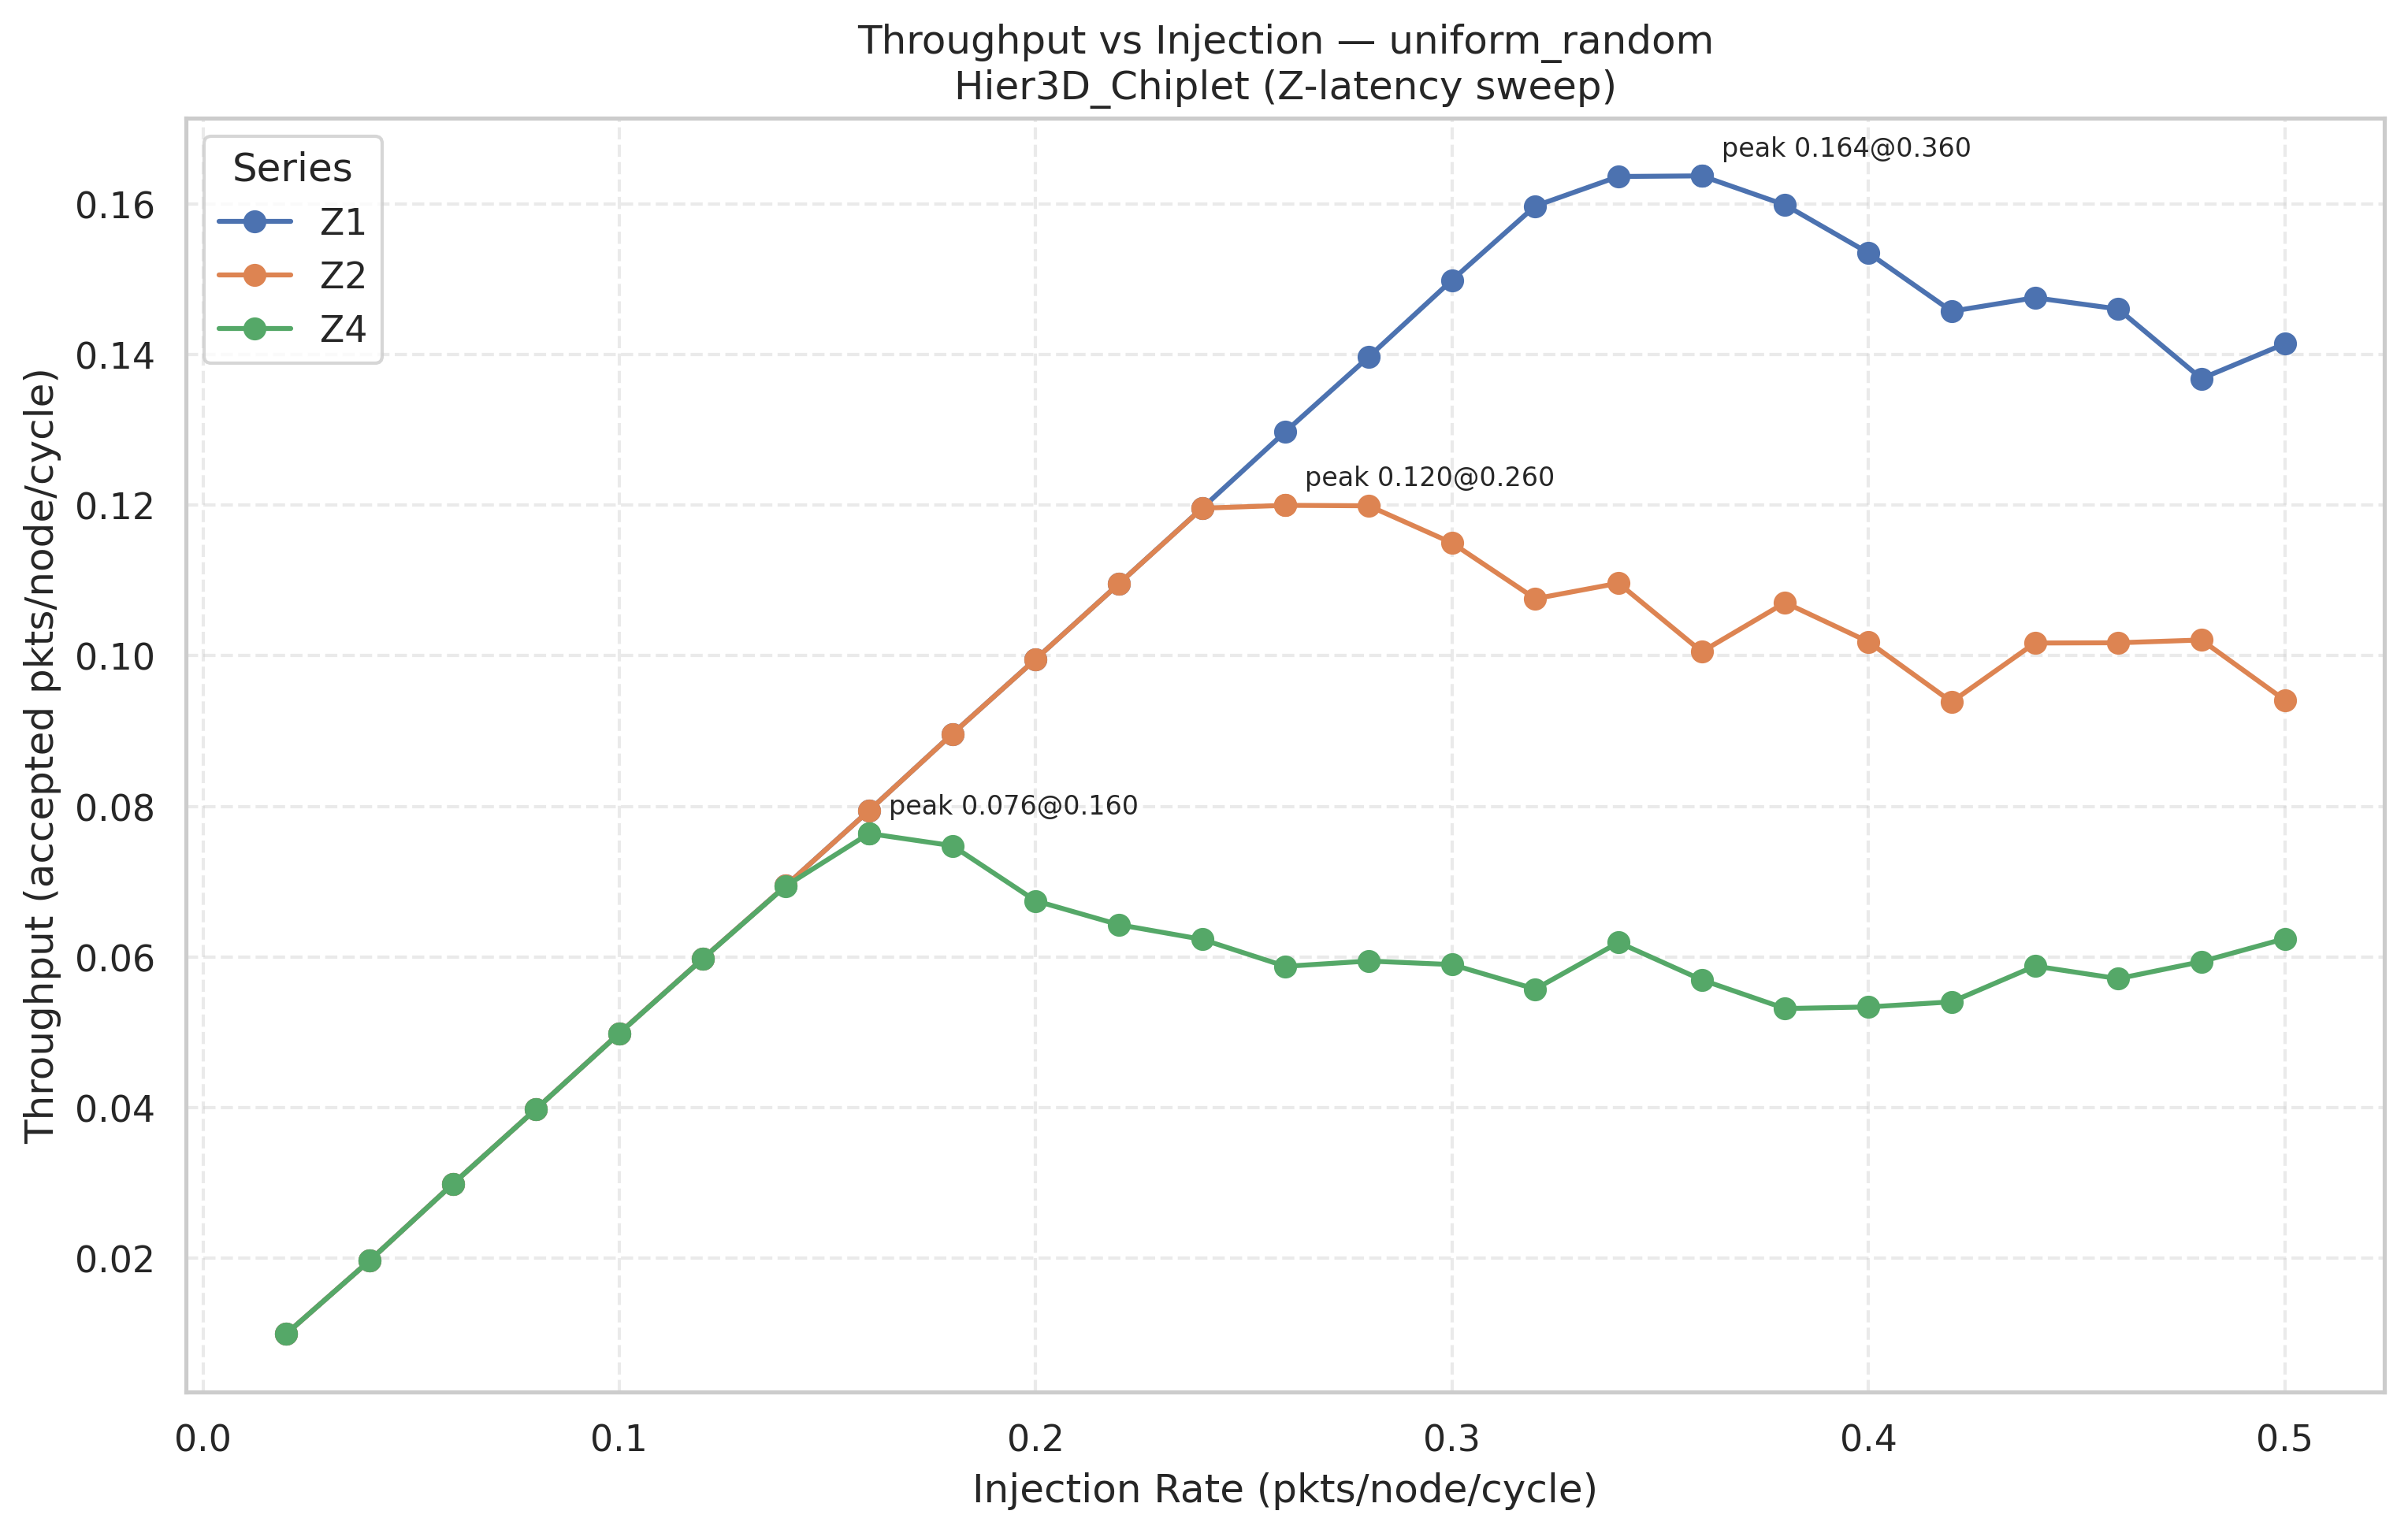 Throughput vs Injection — uniform_random
Hier3D_Chiplet (Z-latency sweep)
Series
Z1
Z2
Z4
peak 0.164@0.360
peak 0.120@0.260
peak 0.076@0.160
Throughput (accepted pkts/node/cycle)
0.16
0.14
0.12
0.10
0.08
0.06
0.04
0.02
0.0 0.1 0.2 0.3 0.4 0.5
Injection Rate (pkts/node/cycle)